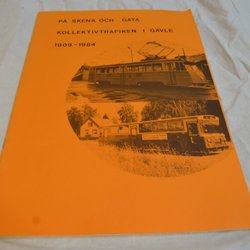 PÅ SKENA OCH GATA
KOLLEKTIVTRAFIKEN I GÄVLE
1909-1984